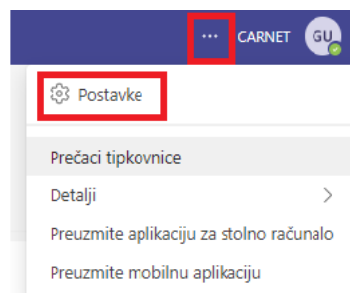 ... CARNET GU
Postavke
Prečaci tipkovnice
Detalji
Preuzmite aplikaciju za stolno računalo
Preuzmite mobilnu aplikaciju